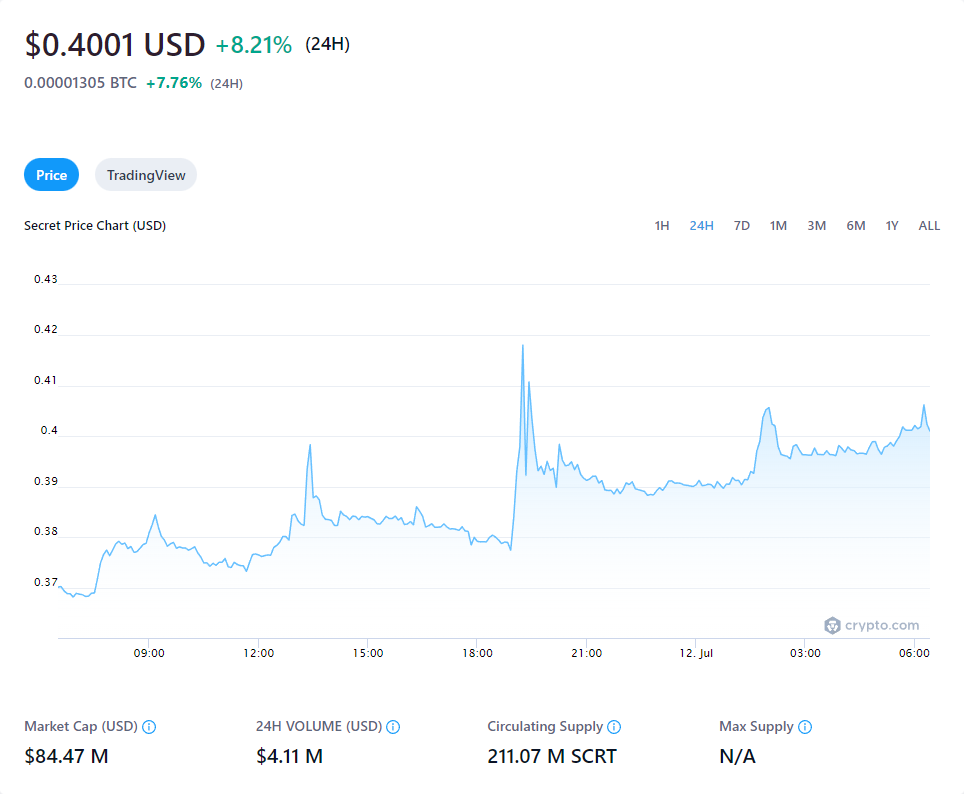 $0.4001 USD +8.21% (24H)
0.00001305 BTC +7.76% (24H)
Price TradingView
Secret Price Chart (USD) 1H 24H 7D 1M 3M 6M 1Y ALL
0.43
0.42
0.41
0.4
0.39
0.38
0.37
crypto.com
09:00 12:00 15:00 18:00 21:00 12. Jul 03:00 06:00
Market Cap (USD) 24H VOLUME (USD) Circulating Supply Max Supply
$84.47 M $4.11 M 211.07 M SCRT N/A